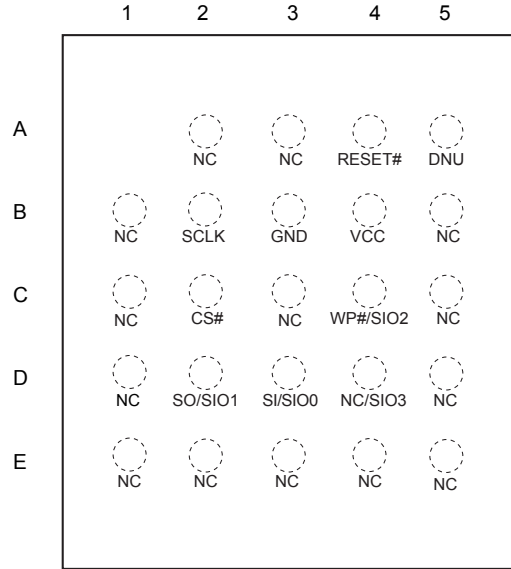 1 2 3 4 5
A
NC NC RESET# DNU
B
NC SCLK GND VCC NC
C
NC CS# NC WP#/SIO2 NC
D
NC SO/SIO1 SI/SIO0 NC/SIO3 NC
E
NC NC NC NC NC